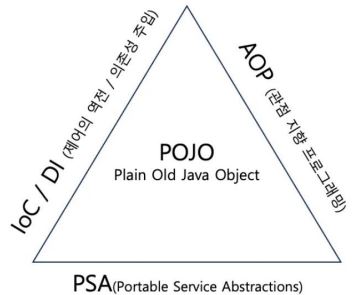 IoC / DI (제어의 역전 / 의존성 주입)
AOP (관점 지향 프로그래밍)
POJO
Plain Old Java Object
PSA(Portable Service Abstractions)